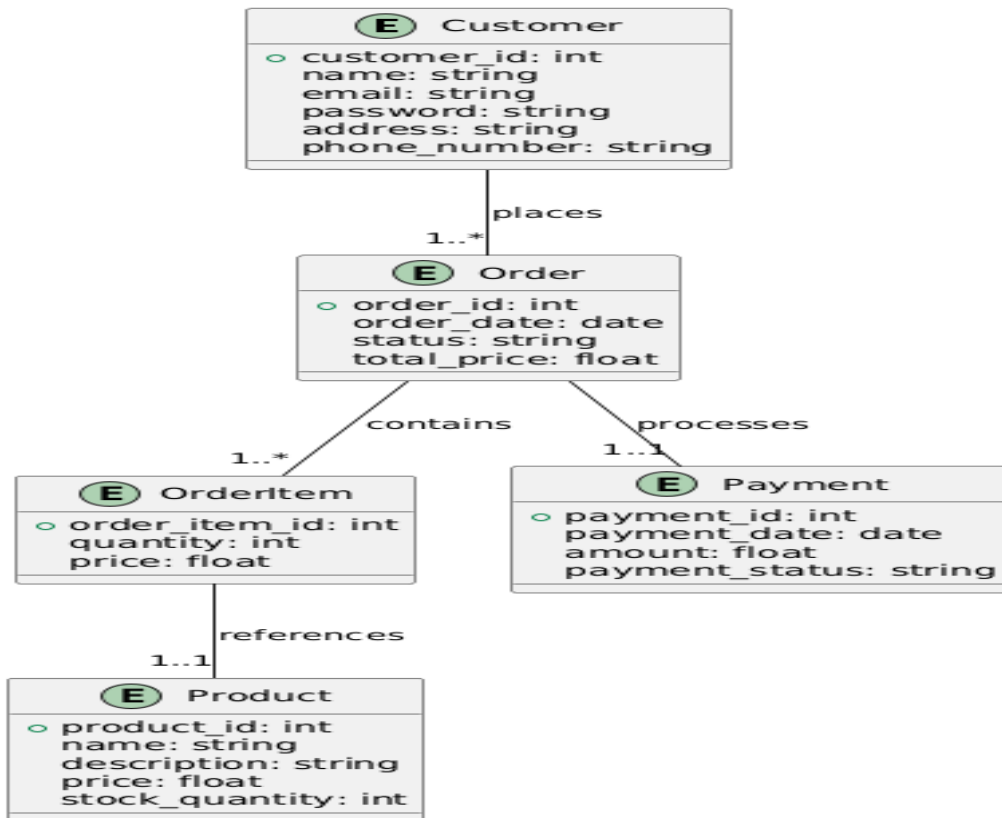 E Customer
customer_id: int
name: string
email: string
password: string
address: string
phone_number: string
places
1..*
E Order
order_id: int
order_date: date
status: string
total_price: float
contains
processes
1..*
1..1
E OrderItem
order_item_id: int
quantity: int
price: float
E Payment
payment_id: int
payment_date: date
amount: float
payment_status: string
references
1..1
E Product
product_id: int
name: string
description: string
price: float
stock_quantity: int